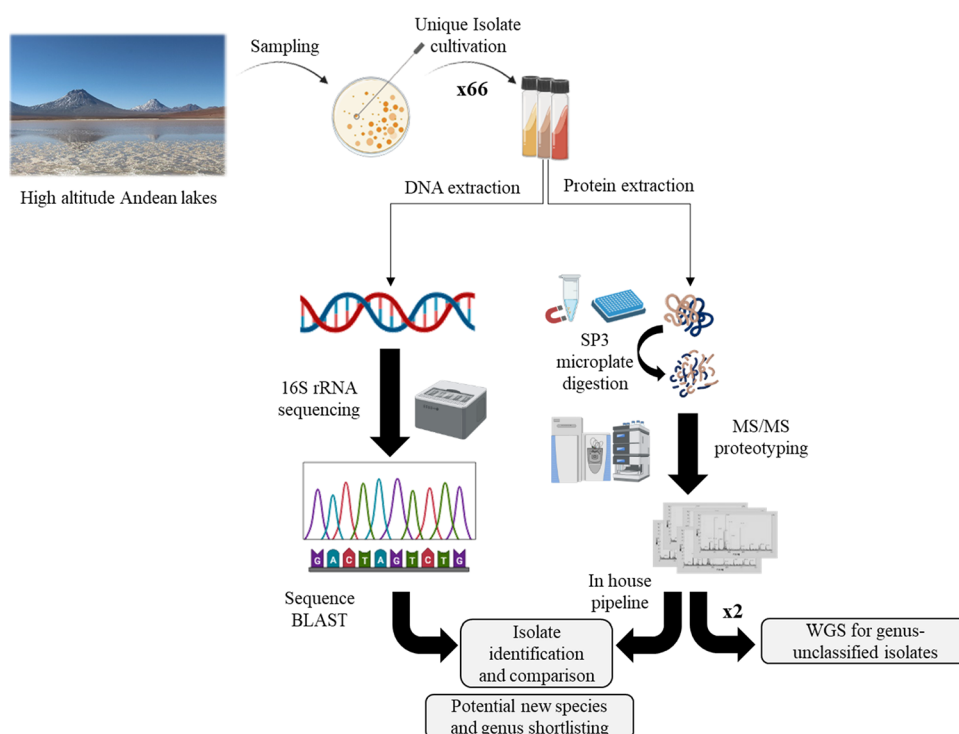 Sampling
Unique Isolate
cultivation
x66
High altitude Andean lakes
DNA extraction
Protein extraction
SP3
microplate
digestion
16S rRNA
sequencing
MS/MS
proteotyping
GACTAGTCTG
Sequence
BLAST
In house
pipeline
x2
Isolate
identification
and comparison
WGS for genus-
unclassified isolates
Potential new species
and genus shortlisting